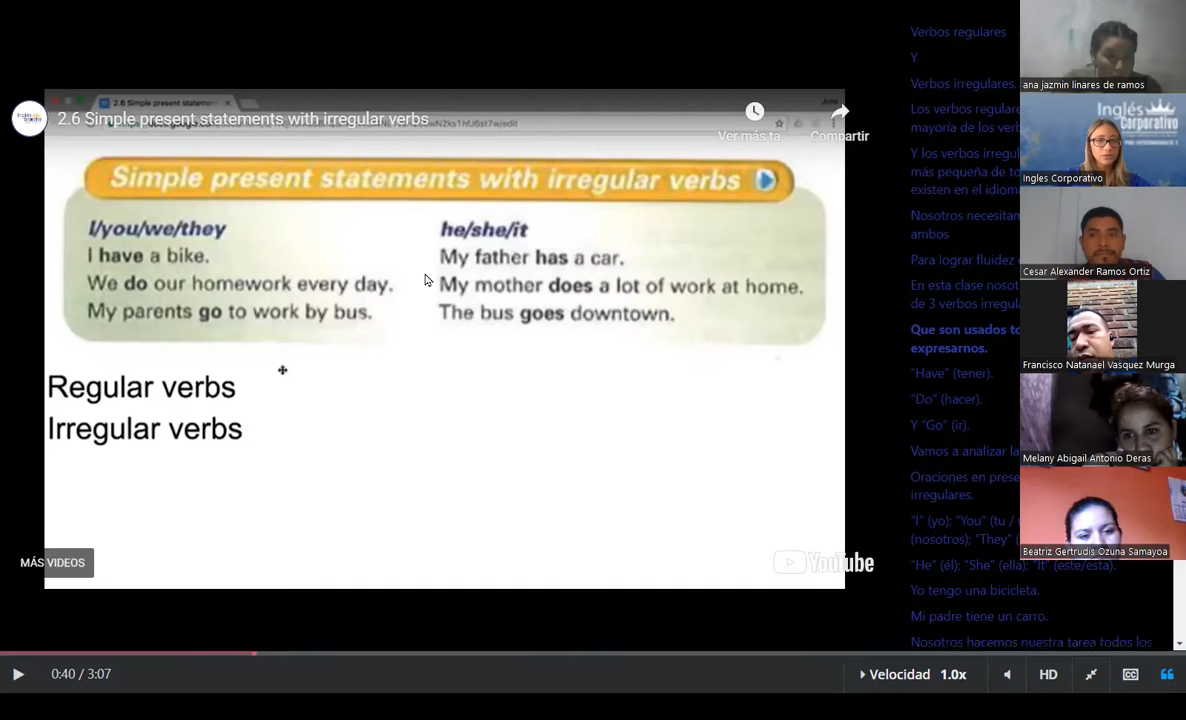 2.6 Simple present statemen
2.6 Simple present statements with irregular verbs
Ver más ta...
Compartir
Simple present statements with irregular verbs
I/you/we/they
I have a bike.
We do our homework every day.
My parents go to work by bus.
he/she/it
My father has a car.
My mother does a lot of work at home.
The bus goes downtown.
Regular verbs
Irregular verbs
MÁS VIDEOS
YouTube
0:40 / 3:07
Velocidad 1.0x
HD
Verbos regulares
Y
Verbos irregulares.
Los verbos regulare
mayoría de los verb
Y los verbos irregul
más pequeña de to
existen en el idioma
Nosotros necesitan
ambos
Para lograr fluidez
En esta clase nosot
de 3 verbos irregula
Que son usados to
expresarnos.
"Have" (tener).
"Do" (hacer).
Y "Go" (ir).
Vamos a analizar la
Oraciones en prese
irregulares.
"I" (yo); "You" (tu /
(nosotros); "They" (
"He" (él); "She" (ella); "It" (este/esta).
Yo tengo una bicicleta.
Mi padre tiene un carro.
Nosotros hacemos nuestra tarea todos los
ana jazmin linares de ramos
Inglés
Corporativo
Ingles Corporativo
Cesar Alexander Ramos Ortiz
Francisco Natanael Vasquez Murga
Melany Abigail Antonio Deras
Beatriz Gertrudis Ozuna Samayoa